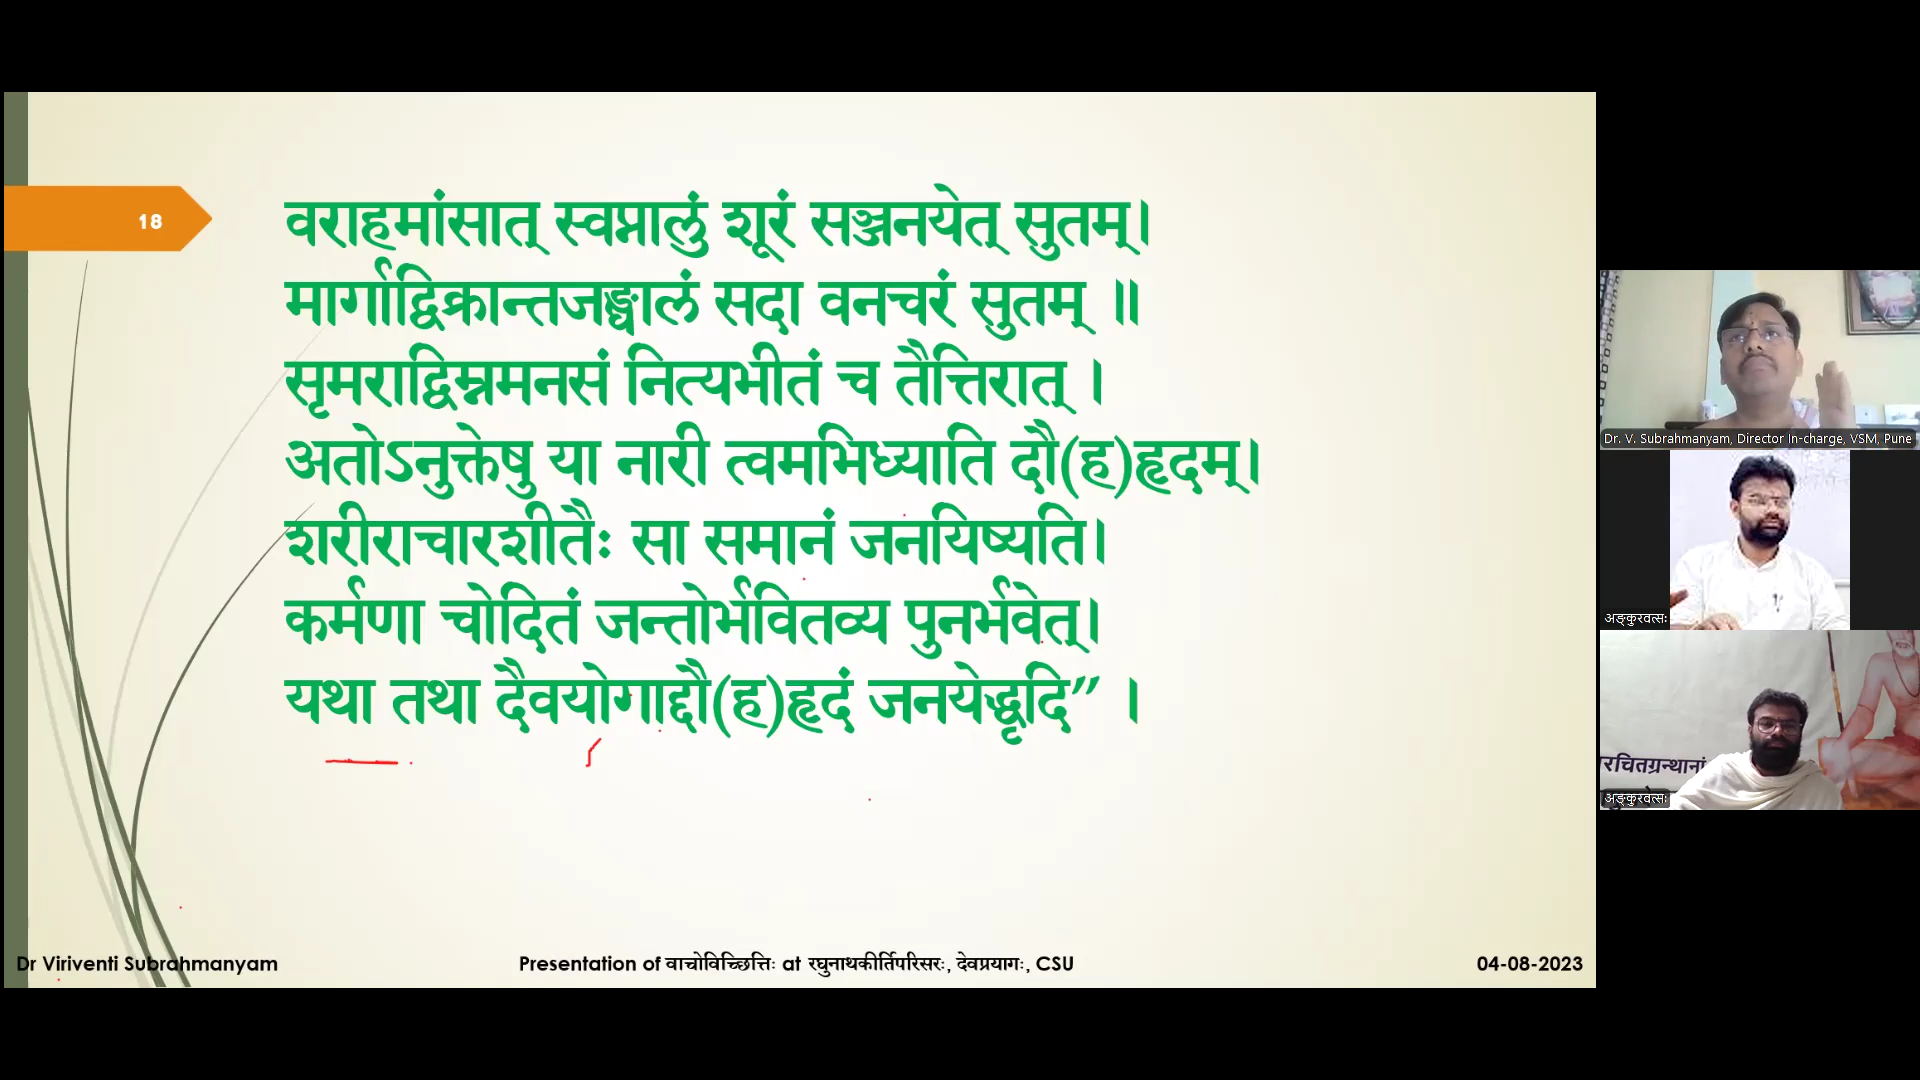 18
वराहमांसात् स्वप्नालुं शूरं सञ्जनयेत् सुतम्।
मार्गाद्विक्रान्तजङ्घालं सदा वनचरं सुतम् ॥
सृमराद्विग्नमनसं नित्यभीतं च तैत्तिरात् ।
अतोऽनुक्तेषु या नारी त्वमभिध्याति दौ(ह)हृदम्।
शरीराचारशीतैः सा समानं जनयिष्यति।
कर्मणा चोदितं जन्तोर्भवितव्य पुनर्भवेत्।
यथा तथा दैवयोगाद्दौ(ह)हृदं जनयेद्धृदि” ।
Dr Viriventi Subrahmanyam
Presentation of वाचोविच्छित्तिः at रघुनाथकीर्तिपरिसरः, देवप्रयागः, CSU
04-08-2023
Dr. V. Subrahmanyam, Director In-charge, VSM, Pune
अङ्कुरवत्सः
रचितग्रन्थानां
अङ्कुरवत्सः